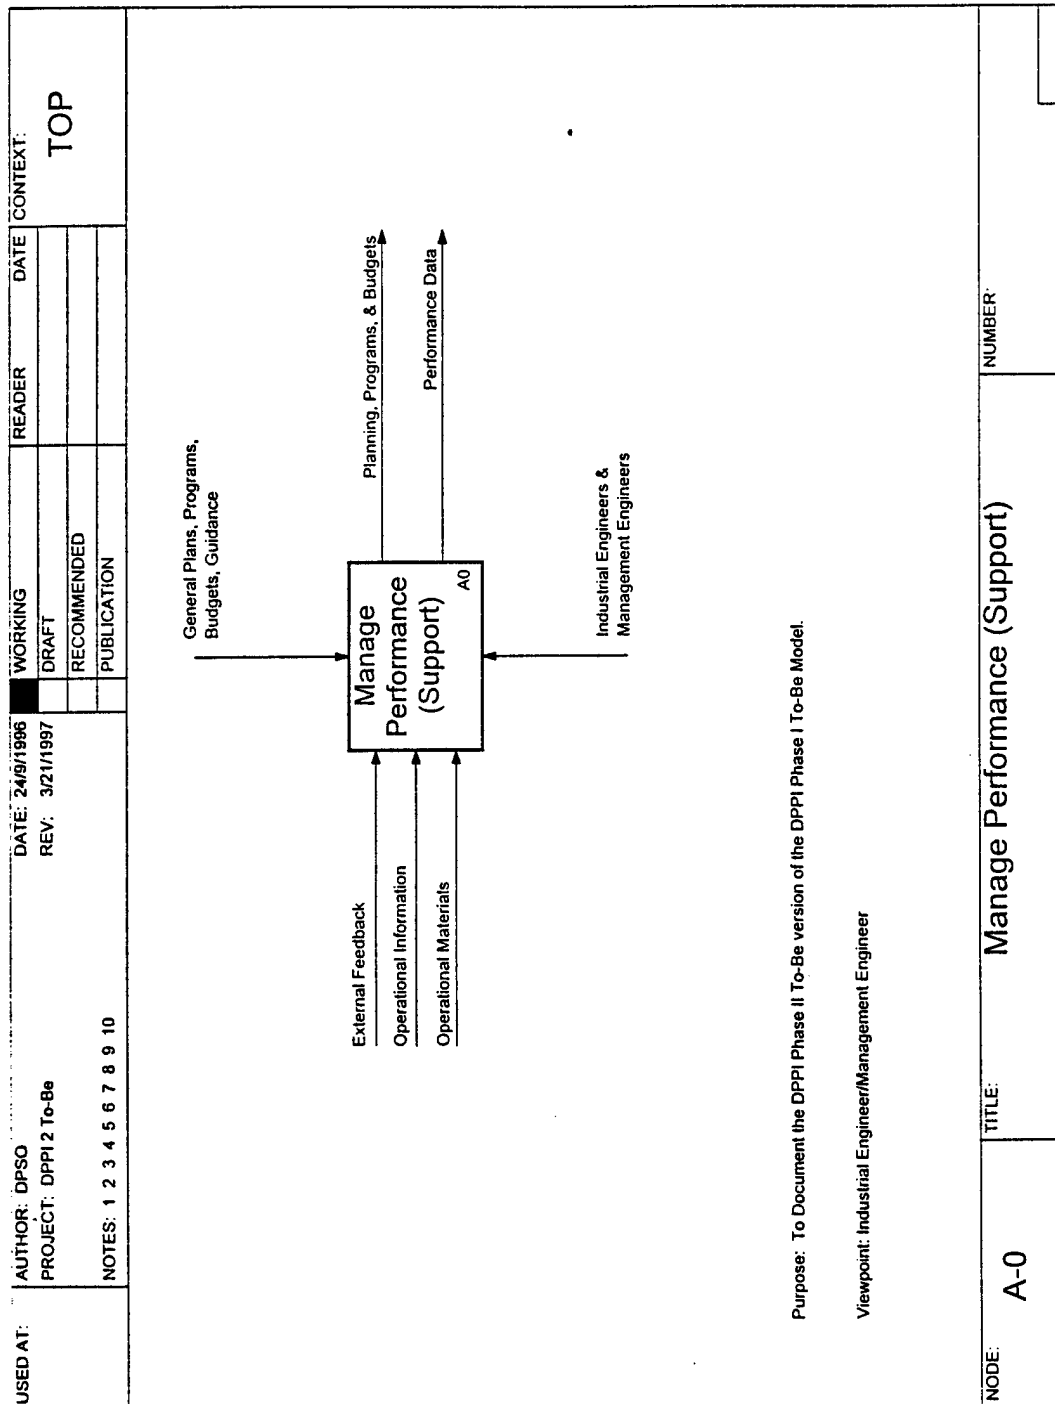 USED AT:
AUTHOR: DPSO
PROJECT: DPPI 2 To-Be
NOTES: 1 2 3 4 5 6 7 8 9 10
DATE: 24/9/1996
REV: 3/21/1997
WORKING
DRAFT
RECOMMENDED
PUBLICATION
READER
DATE
CONTEXT:
TOP
General Plans, Programs,
Budgets, Guidance
External Feedback
Operational Information
Operational Materials
Manage
Performance
(Support)
A0
Planning, Programs, & Budgets
Performance Data
Industrial Engineers &
Management Engineers
Purpose: To Document the DPPI Phase II To-Be version of the DPPI Phase I To-Be Model.
Viewpoint: Industrial Engineer/Management Engineer
NODE:
A-0
TITLE:
Manage Performance (Support)
NUMBER: